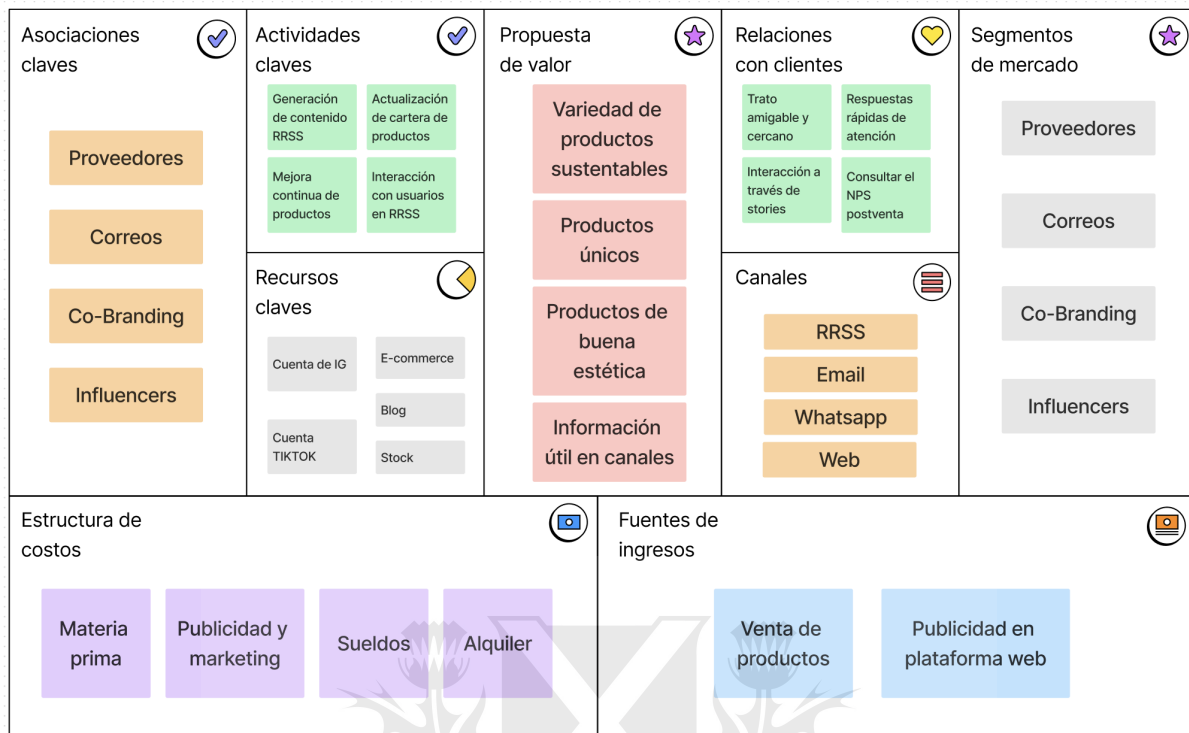 Asociaciones
claves
Proveedores
Correos
Co-Branding
Influencers
Actividades
claves
Generación
de contenido
RRSS
Actualización
de cartera de
productos
Mejora
continua de
productos
Interacción
con usuarios
en RRSS
Recursos
claves
Cuenta de IG
E-commerce
Blog
Cuenta
TIKTOK
Stock
Propuesta
de valor
Variedad de
productos
sustentables
Productos
únicos
Productos de
buena
estética
Información
útil en canales
Relaciones
con clientes
Trato
amigable y
cercano
Respuestas
rápidas de
atención
Interacción a
través de
stories
Consultar el
NPS
postventa
Canales
RRSS
Email
Whatsapp
Web
Segmentos
de mercado
Proveedores
Correos
Co-Branding
Influencers
Estructura de
costos
Materia
prima
Publicidad y
marketing
Sueldos
Alquiler
Fuentes de
ingresos
Venta de
productos
Publicidad en
plataforma web